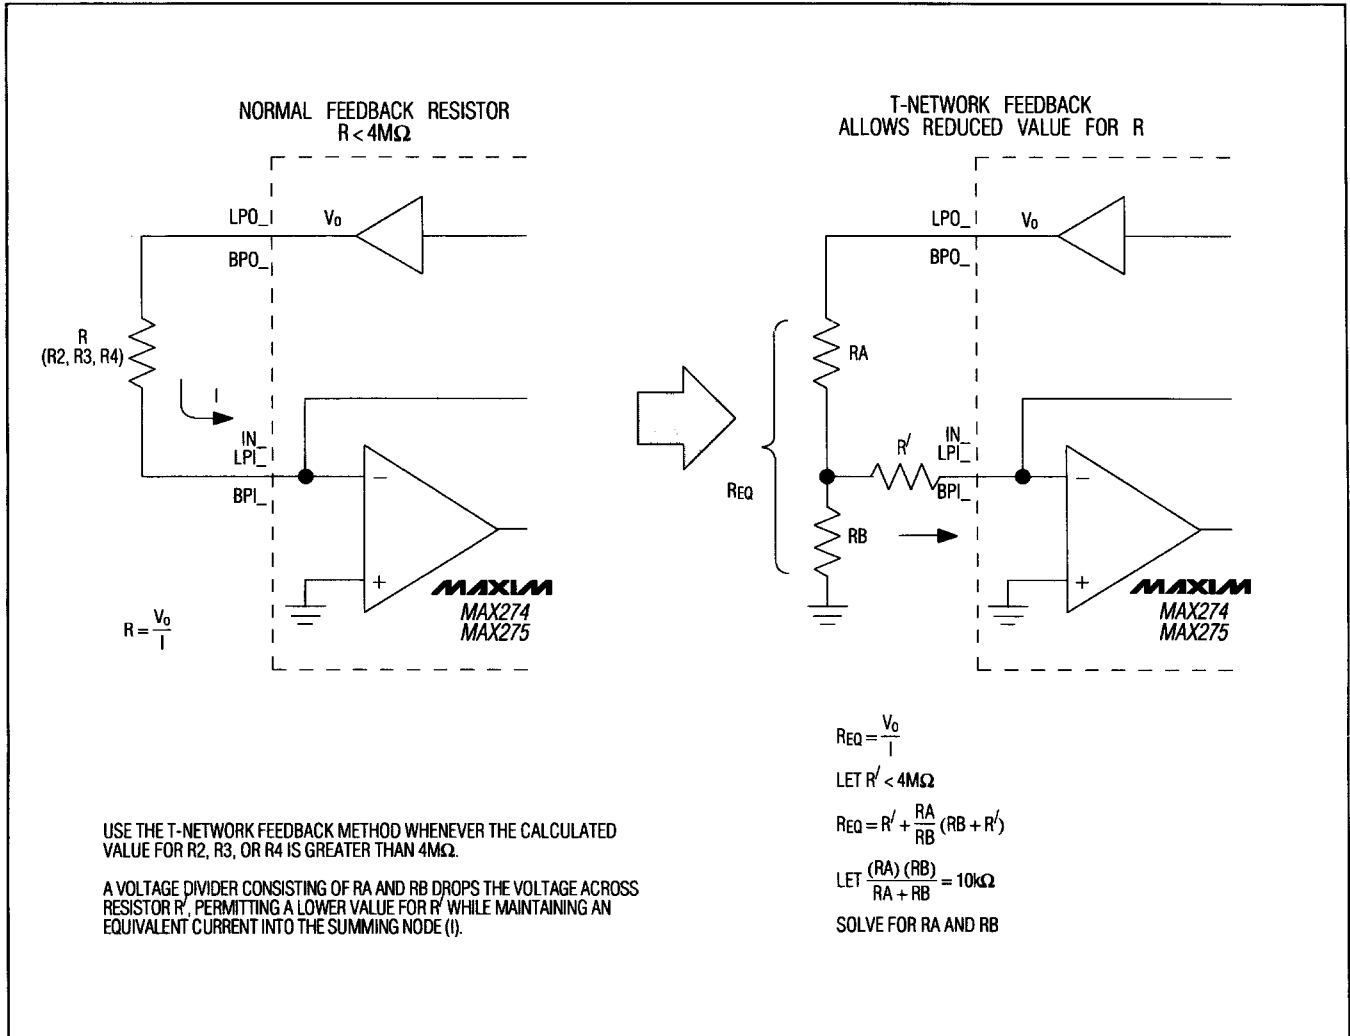 NORMAL FEEDBACK RESISTOR
R < 4MΩ
LPO_
V₀
BPO_
R
(R2, R3, R4)
I
IN_
LPI_
BPI_
−
+
MAXIM
MAX274
MAX275
R = V₀/I
T-NETWORK FEEDBACK
ALLOWS REDUCED VALUE FOR R
LPO_
V₀
BPO_
RA
REQ
R/
IN_
LPI_
BPI_
RB
−
+
MAXIM
MAX274
MAX275
REQ = V₀/I
LET R/ < 4MΩ
REQ = R/ + RA/RB (RB + R/)
LET (RA) (RB)/RA + RB = 10kΩ
SOLVE FOR RA AND RB
USE THE T-NETWORK FEEDBACK METHOD WHENEVER THE CALCULATED
VALUE FOR R2, R3, OR R4 IS GREATER THAN 4MΩ.
A VOLTAGE DIVIDER CONSISTING OF RA AND RB DROPS THE VOLTAGE ACROSS
RESISTOR R/, PERMITTING A LOWER VALUE FOR R/ WHILE MAINTAINING AN
EQUIVALENT CURRENT INTO THE SUMMING NODE (I).